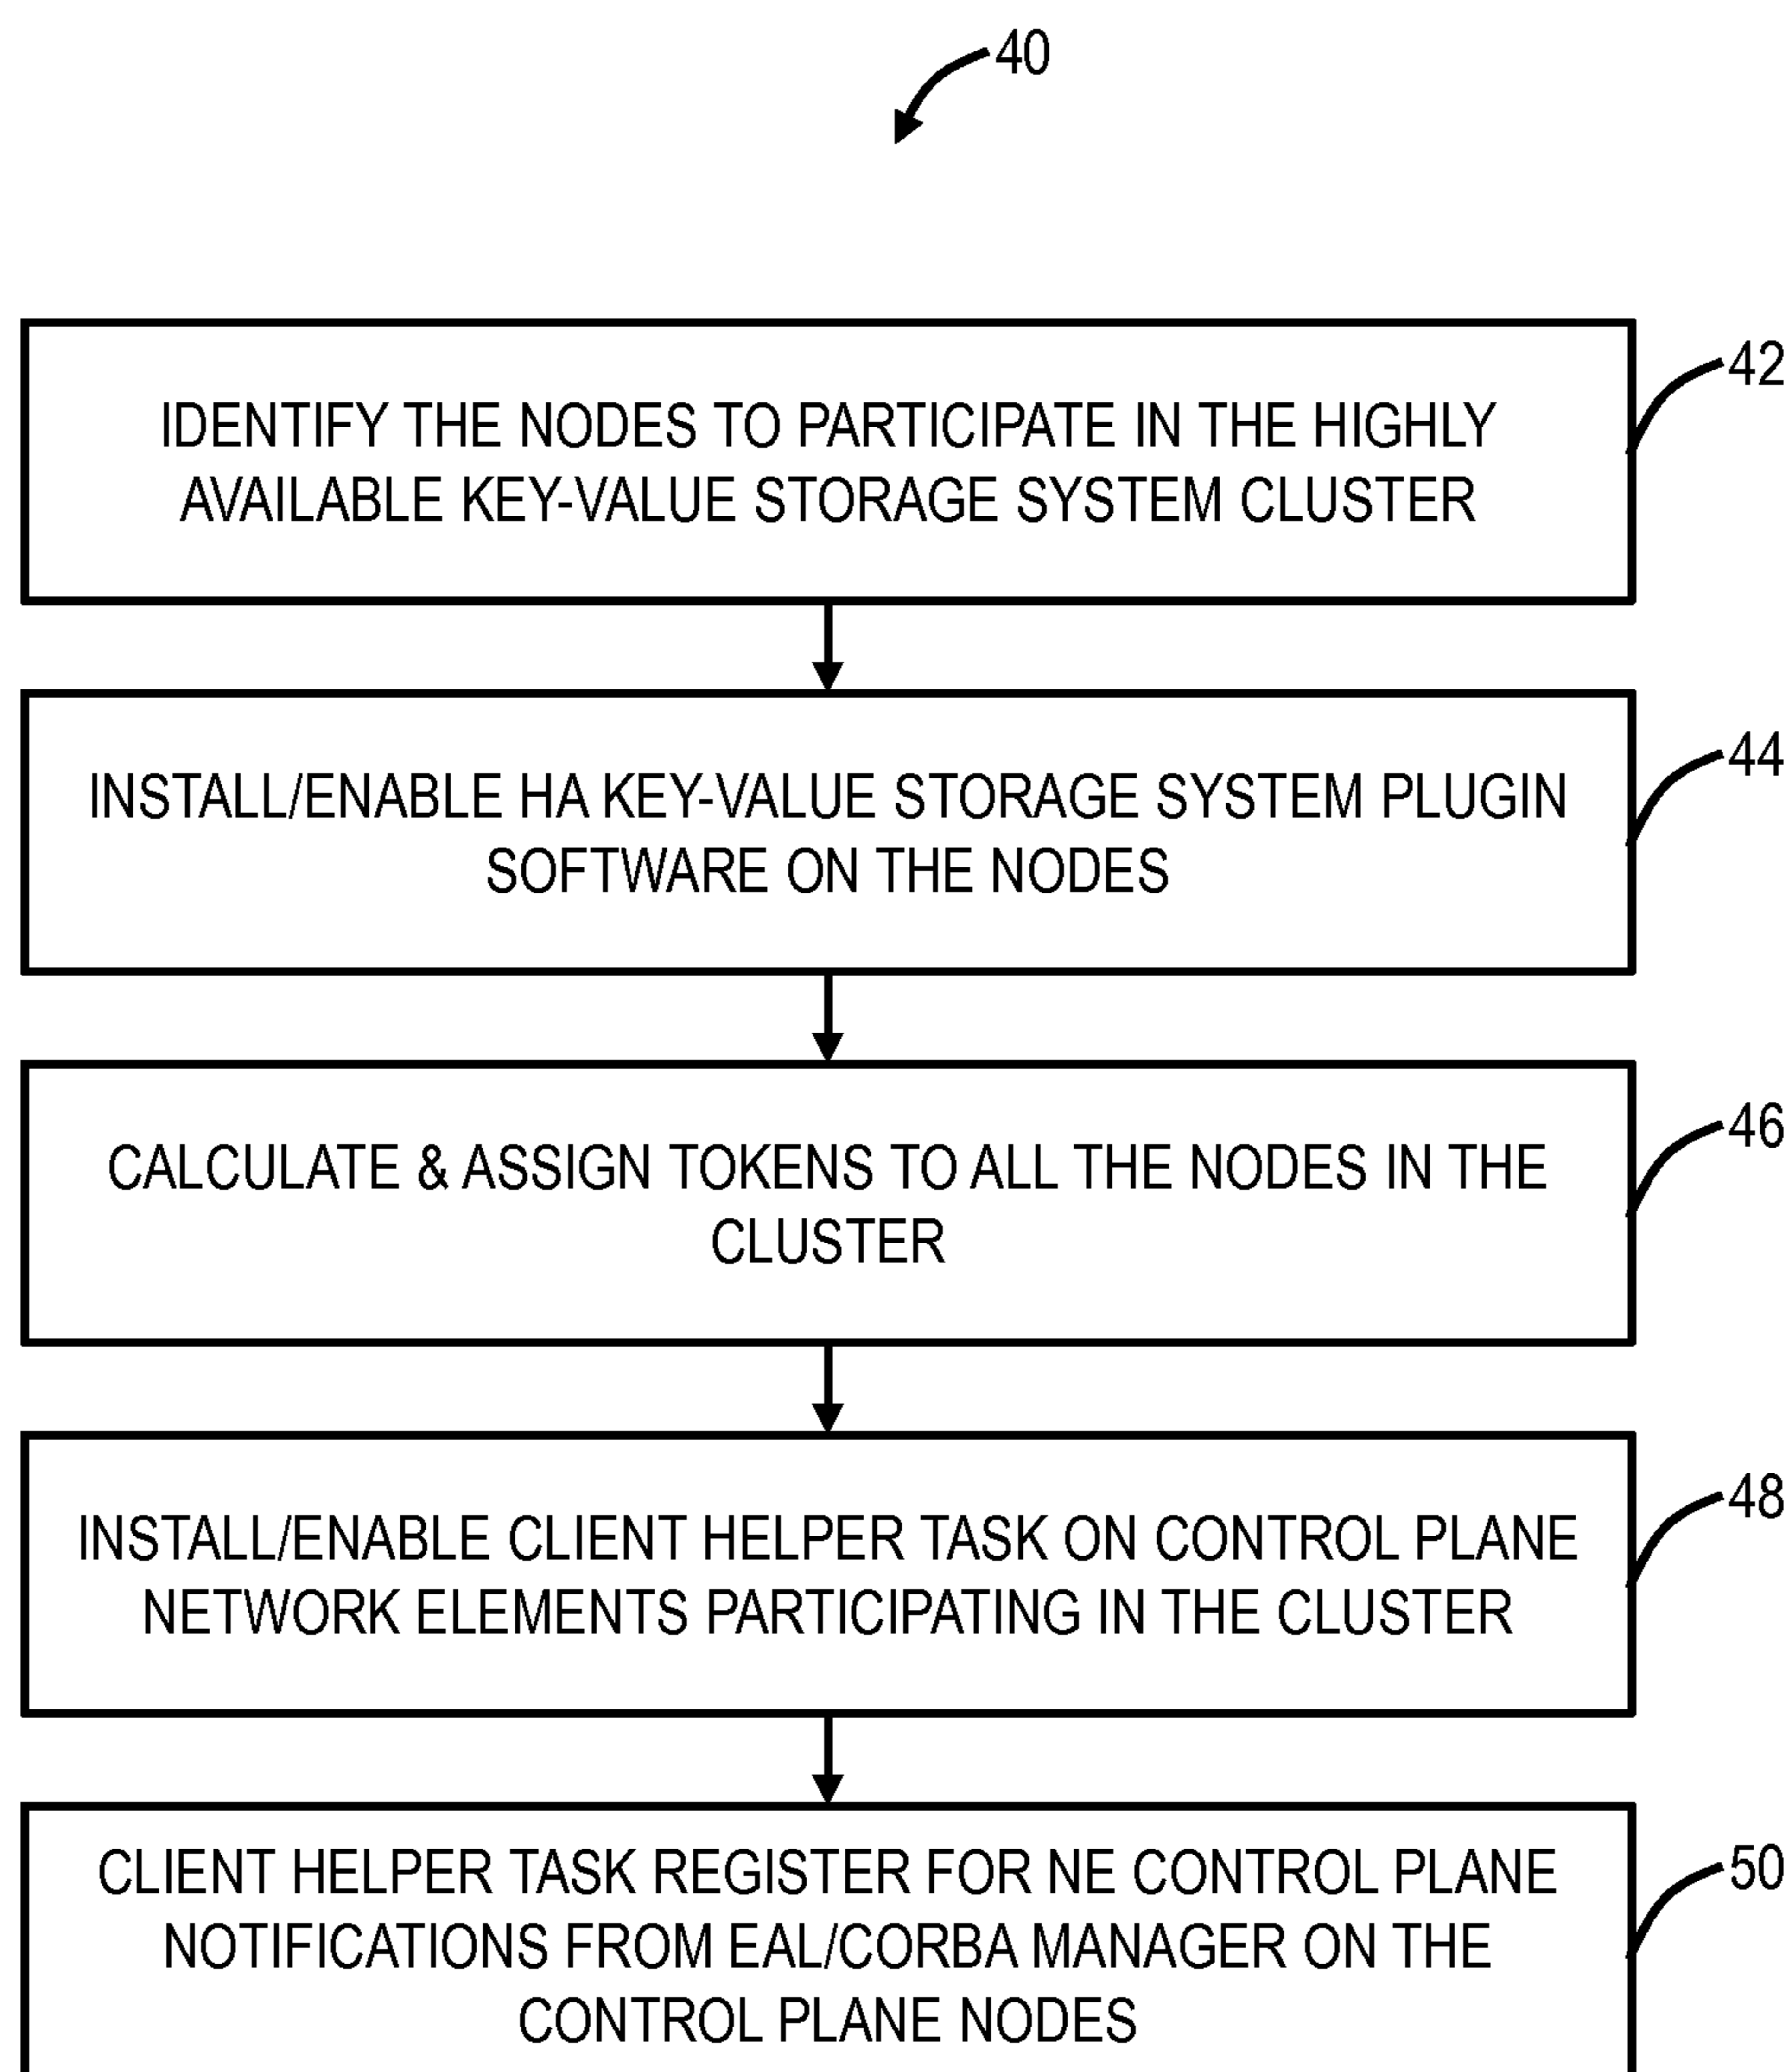 40
IDENTIFY THE NODES TO PARTICIPATE IN THE HIGHLY
AVAILABLE KEY-VALUE STORAGE SYSTEM CLUSTER
42
INSTALL/ENABLE HA KEY-VALUE STORAGE SYSTEM PLUGIN
SOFTWARE ON THE NODES
44
CALCULATE & ASSIGN TOKENS TO ALL THE NODES IN THE
CLUSTER
46
INSTALL/ENABLE CLIENT HELPER TASK ON CONTROL PLANE
NETWORK ELEMENTS PARTICIPATING IN THE CLUSTER
48
CLIENT HELPER TASK REGISTER FOR NE CONTROL PLANE
NOTIFICATIONS FROM EAL/CORBA MANAGER ON THE
CONTROL PLANE NODES
50